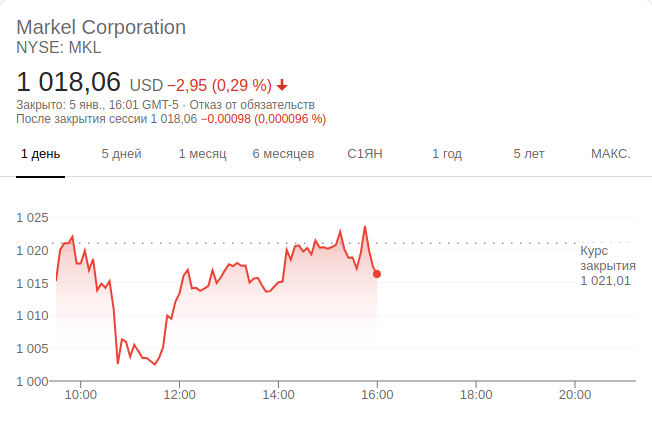 Markel Corporation
NYSE: MKL
1 018,06 USD −2,95 (0,29 %)
Закрыто: 5 янв., 16:01 GMT-5 · Отказ от обязательств
После закрытия сессии 1 018,06 −0,00098 (0,000096 %)
1 день 5 дней 1 месяц 6 месяцев С1ЯН 1 год 5 лет МАКС.
1 025
1 020
1 015
1 010
1 005
1 000
Курс
закрытия
1 021,01
10:00 12:00 14:00 16:00 18:00 20:00